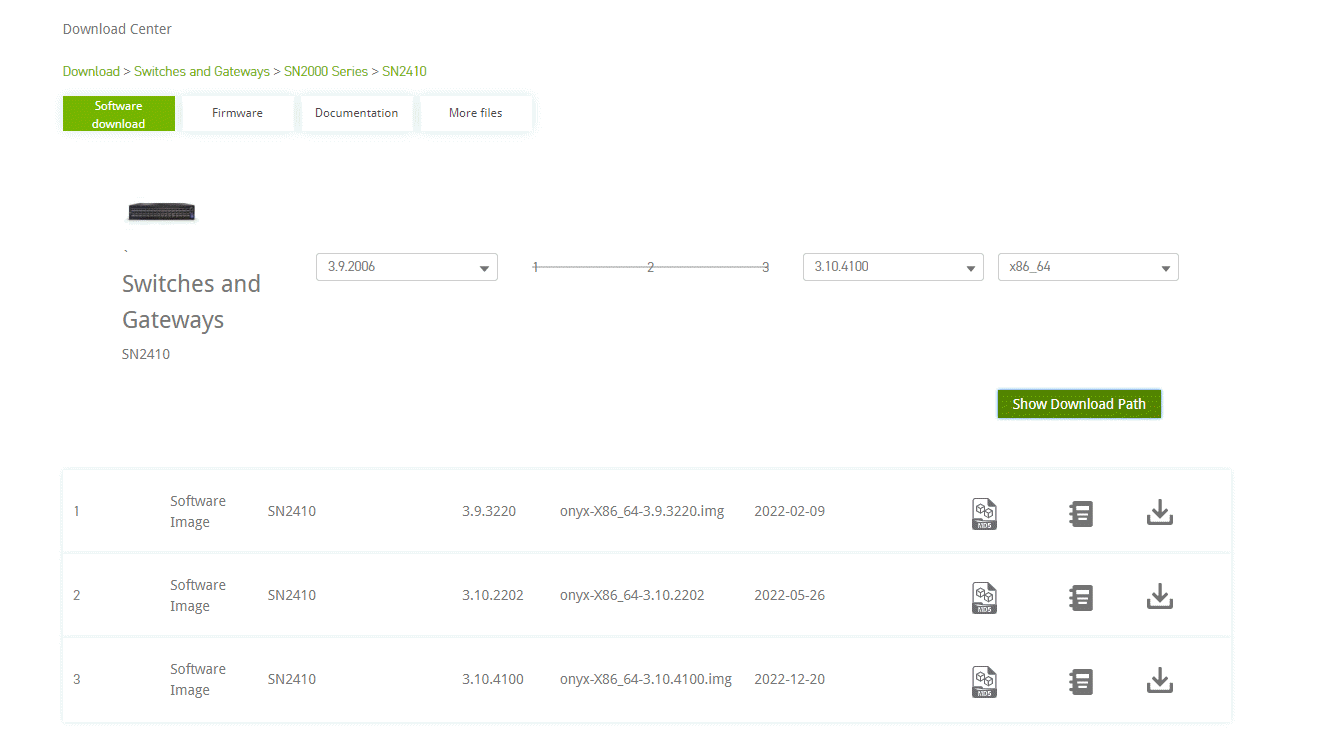 Download Center
Download > Switches and Gateways > SN2000 Series > SN2410
Software
download
Firmware
Documentation
More files
`
Switches and
Gateways
SN2410
3.9.2006
1 2 3
3.10.4100
x86_64
Show Download Path
1 Software Image SN2410 3.9.3220 onyx-X86_64-3.9.3220.img 2022-02-09 MD5
2 Software Image SN2410 3.10.2202 onyx-X86_64-3.10.2202 2022-05-26 MD5
3 Software Image SN2410 3.10.4100 onyx-X86_64-3.10.4100.img 2022-12-20 MD5